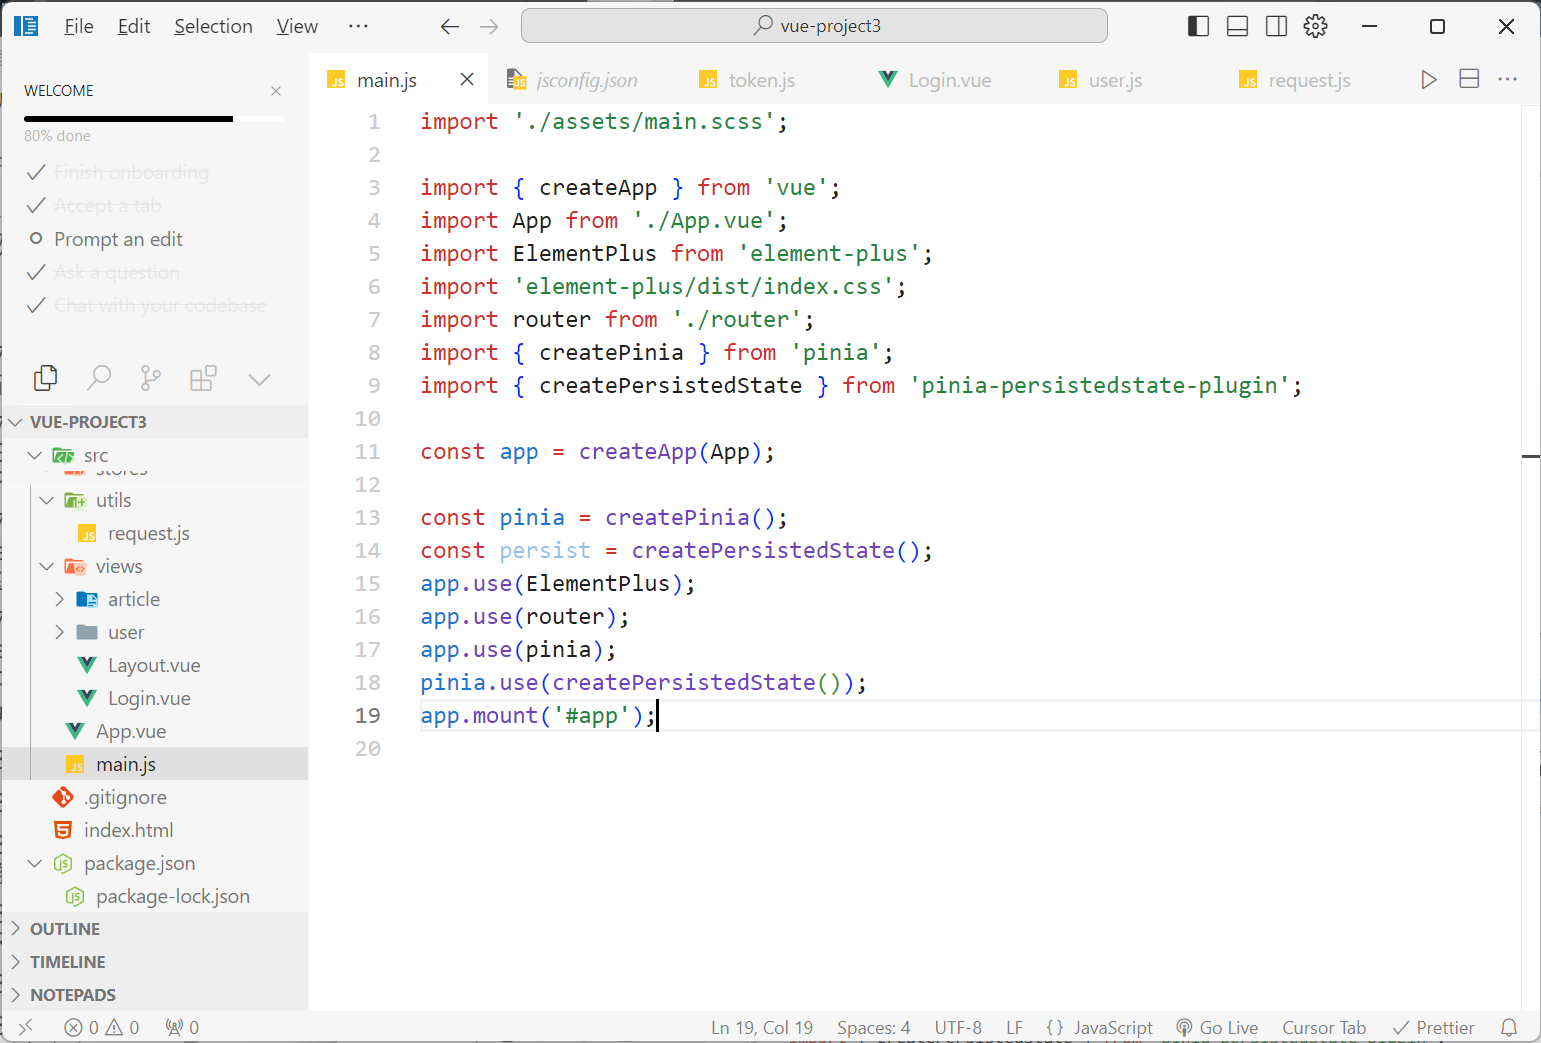 File Edit Selection View ··· vue-project3
WELCOME
80% done
Finish onboarding
Accept a tab
Prompt an edit
Ask a question
Chat with your codebase
VUE-PROJECT3
src
stores
utils
request.js
views
article
user
Layout.vue
Login.vue
App.vue
main.js
.gitignore
index.html
package.json
package-lock.json
OUTLINE
TIMELINE
NOTEPADS
main.js jsconfig.json token.js Login.vue user.js request.js
1 import './assets/main.scss';
2
3 import { createApp } from 'vue';
4 import App from './App.vue';
5 import ElementPlus from 'element-plus';
6 import 'element-plus/dist/index.css';
7 import router from './router';
8 import { createPinia } from 'pinia';
9 import { createPersistedState } from 'pinia-persistedstate-plugin';
10
11 const app = createApp(App);
12
13 const pinia = createPinia();
14 const persist = createPersistedState();
15 app.use(ElementPlus);
16 app.use(router);
17 app.use(pinia);
18 pinia.use(createPersistedState());
19 app.mount('#app');
20
0 0 0 Ln 19, Col 19 Spaces: 4 UTF-8 LF {} JavaScript Go Live Cursor Tab Prettier